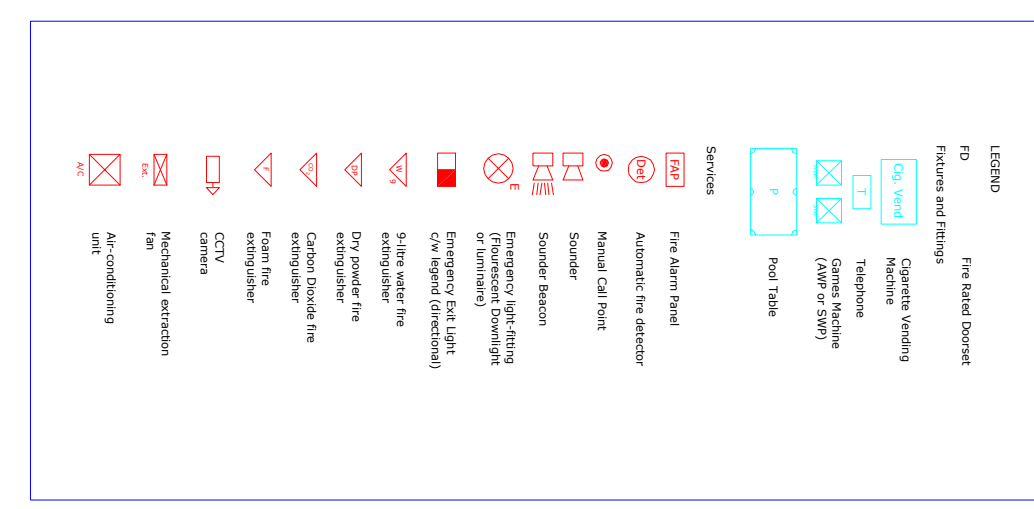 LEGEND
FD
Fire Rated Doorset
Fixtures and Fittings
Cig. Vend
Cigarette Vending
Machine
T
Telephone
Games Machine
(AWP or SWP)
P
Pool Table
Services
FAP
Fire Alarm Panel
Det
Automatic fire detector
Manual Call Point
Sounder
Sounder Beacon
E
Emergency light-fitting
(Flourescent Downlight
or luminaire)
Emergency Exit Light
c/w legend (directional)
W
9
9-litre water fire
extinguisher
DP
Dry powder fire
extinguisher
CO2
Carbon Dioxide fire
extinguisher
F
Foam fire
extinguisher
CCTV
camera
Ext.
Mechanical extraction
fan
A/C
Air-conditioning
unit